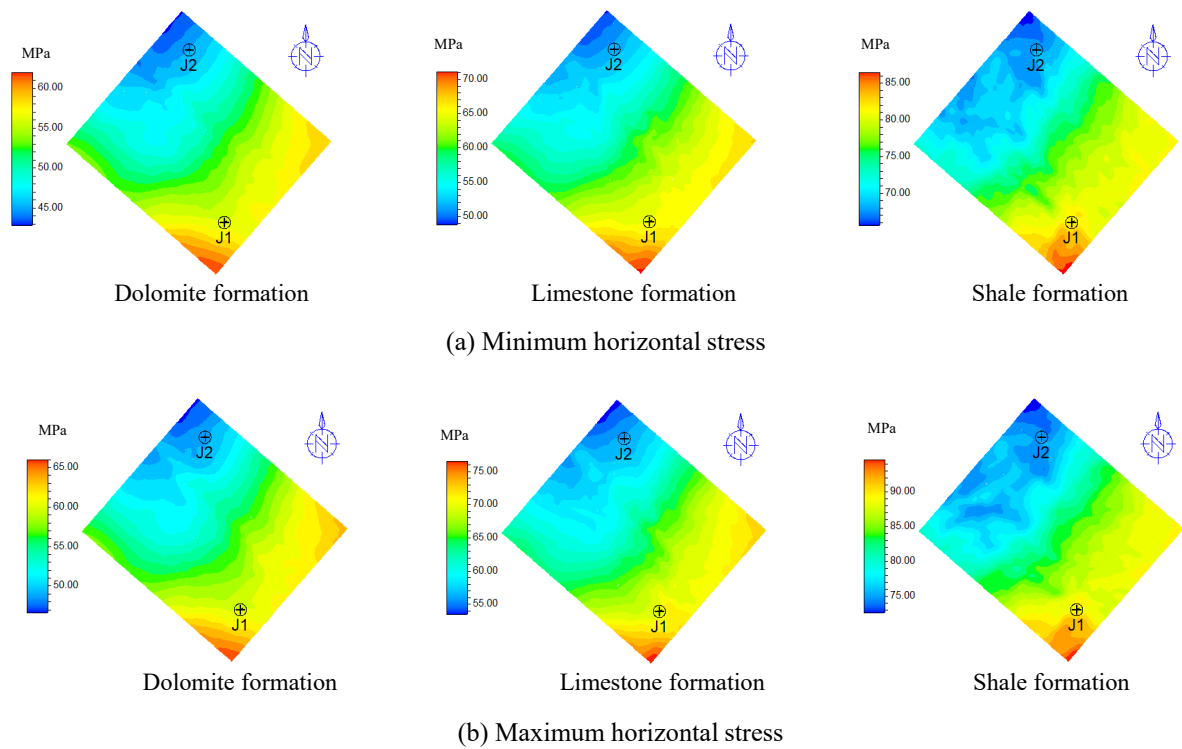 MPa
60.00
55.00
50.00
45.00
J2
J1
N
Dolomite formation
MPa
70.00
65.00
60.00
55.00
50.00
J2
J1
N
Limestone formation
MPa
85.00
80.00
75.00
70.00
J2
J1
N
Shale formation
(a) Minimum horizontal stress
MPa
65.00
60.00
55.00
50.00
J2
J1
N
Dolomite formation
MPa
75.00
70.00
65.00
60.00
55.00
J2
J1
N
Limestone formation
MPa
90.00
85.00
80.00
75.00
J2
J1
N
Shale formation
(b) Maximum horizontal stress